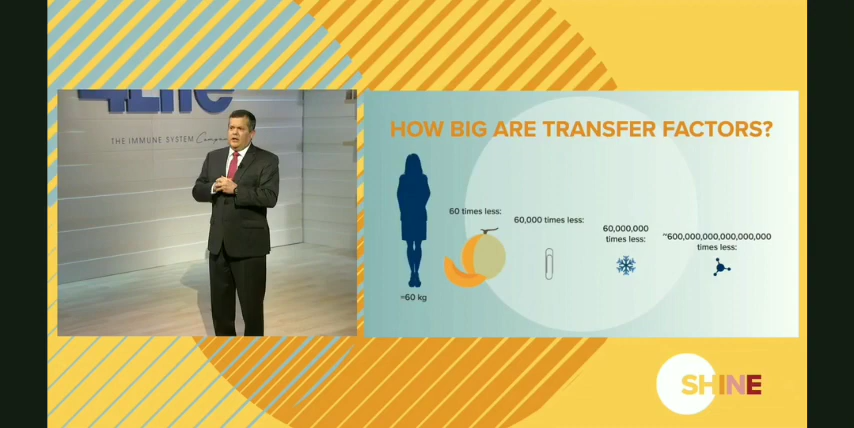 4Life
THE IMMUNE SYSTEM Company
HOW BIG ARE TRANSFER FACTORS?
60 times less:
60,000 times less:
60,000,000
times less:
~600,000,000,000,000,000
times less:
≈60 kg
SHINE